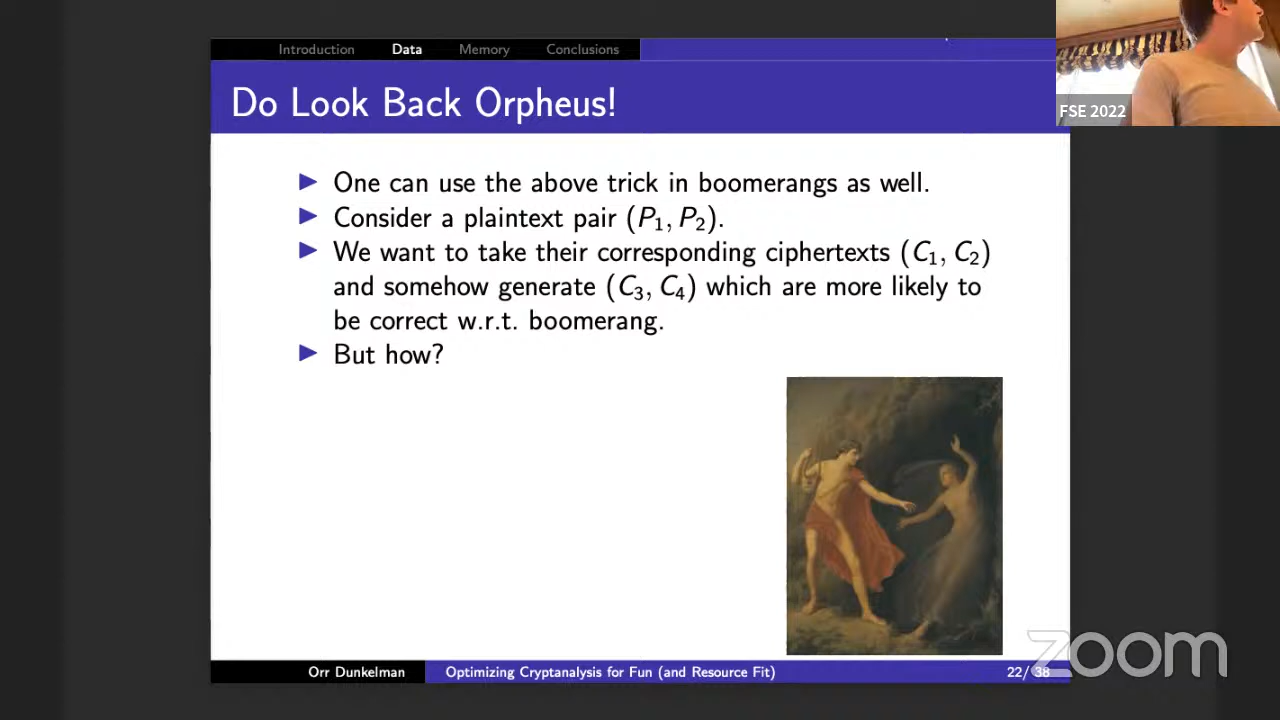 Introduction Data Memory Conclusions
Do Look Back Orpheus!
FSE 2022
One can use the above trick in boomerangs as well.
Consider a plaintext pair (P₁, P₂).
We want to take their corresponding ciphertexts (C₁, C₂)
and somehow generate (C₃, C₄) which are more likely to
be correct w.r.t. boomerang.
But how?
Orr Dunkelman Optimizing Cryptanalysis for Fun (and Resource Fit) 22/38
zoom